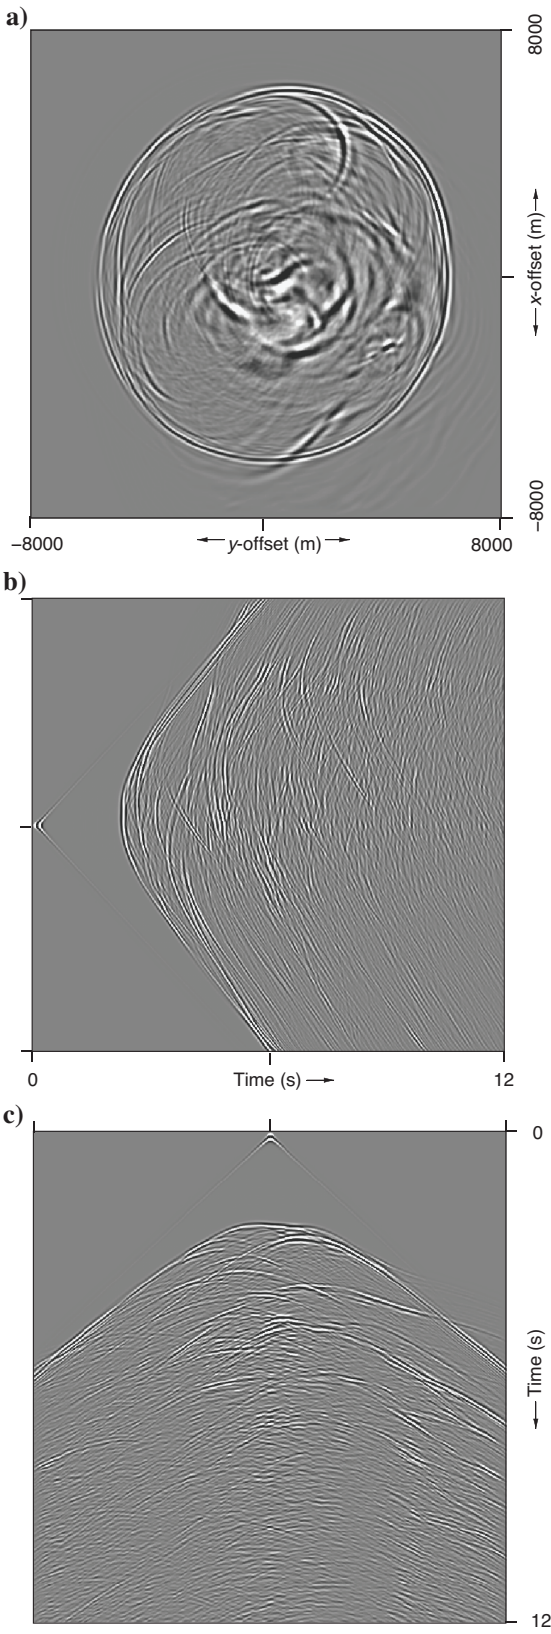 a)
8000
← x-offset (m) →
−8000
−8000 ← y-offset (m) → 8000
b)
0 Time (s) → 12
c)
0
← Time (s)
12